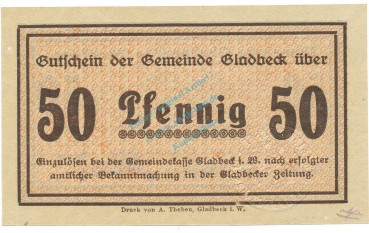 Gutschein der Gemeinde Gladbeck über
50 Pfennig 50
Einzulösen bei der Gemeindekasse Gladbeck i. W. nach erfolgter
amtlicher Bekanntmachung in der Gladbecker Zeitung.
Druck von A. Theben, Gladbeck i. W.